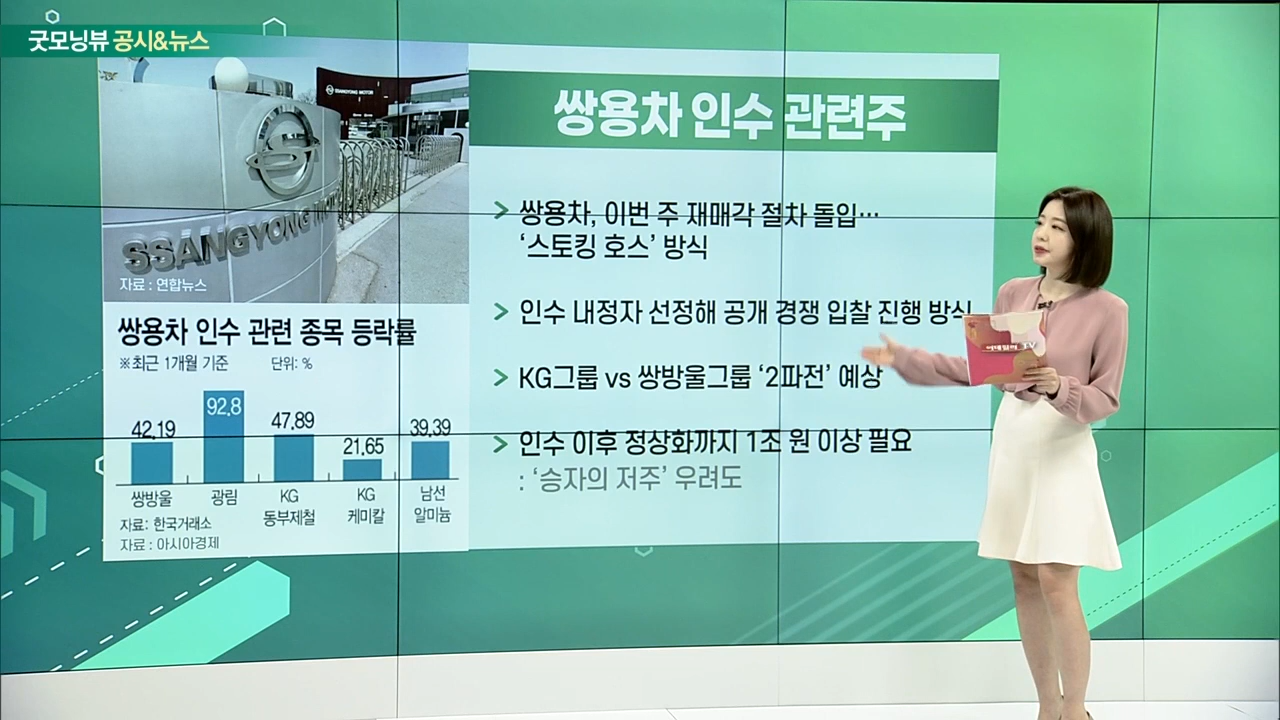 굿모닝뷰 공시&뉴스
SSANGYONG MOTOR
SSANGYONG
자료 : 연합뉴스
쌍용차 인수 관련 종목 등락률
※최근 1개월 기준 단위: %
42.19
92.8
47.89
21.65
39.39
쌍방울
광림
KG
동부제철
KG
케미칼
남선
알미늄
자료: 한국거래소
자료 : 아시아경제
쌍용차 인수 관련주
> 쌍용차, 이번 주 재매각 절차 돌입…
‘스토킹 호스’ 방식
> 인수 내정자 선정해 공개 경쟁 입찰 진행 방식
> KG그룹 vs 쌍방울그룹 ‘2파전’ 예상
> 인수 이후 정상화까지 1조 원 이상 필요
: ‘승자의 저주’ 우려도
이데일리 TV